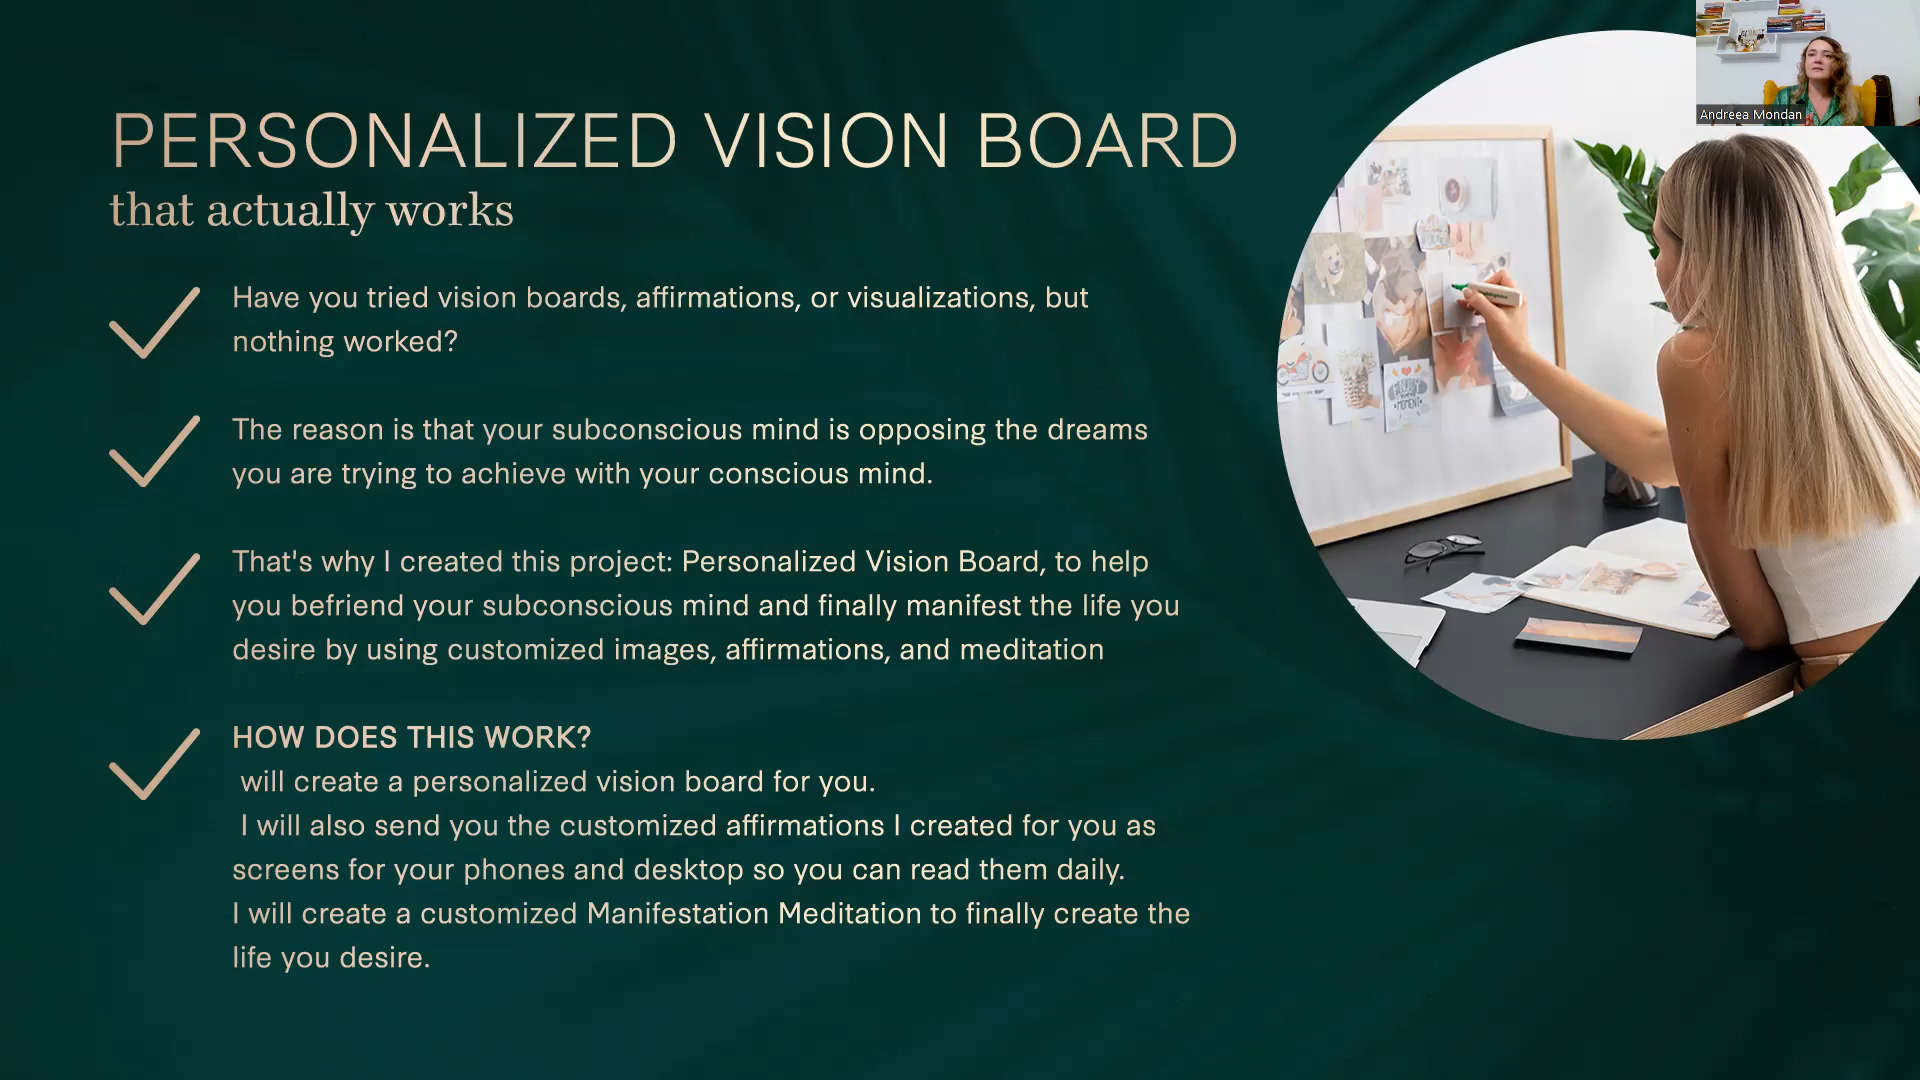 PERSONALIZED VISION BOARD
that actually works
Have you tried vision boards, affirmations, or visualizations, but
nothing worked?
The reason is that your subconscious mind is opposing the dreams
you are trying to achieve with your conscious mind.
That's why I created this project: Personalized Vision Board, to help
you befriend your subconscious mind and finally manifest the life you
desire by using customized images, affirmations, and meditation
HOW DOES THIS WORK?
will create a personalized vision board for you.
I will also send you the customized affirmations I created for you as
screens for your phones and desktop so you can read them daily.
I will create a customized Manifestation Meditation to finally create the
life you desire.
Andreea Mondan
ENJOY
MOMENT